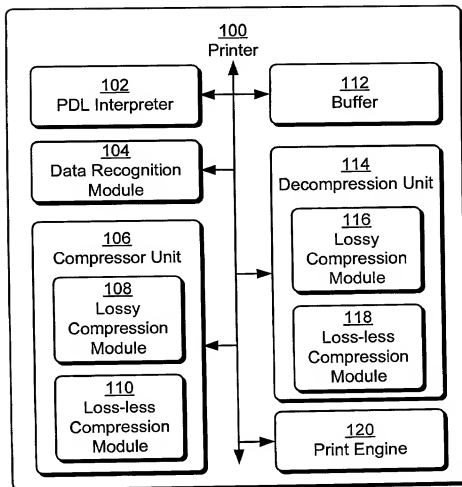 100
Printer
102
PDL Interpreter
112
Buffer
104
Data Recognition
Module
114
Decompression Unit
116
Lossy
Compression
Module
118
Loss-less
Compression
Module
106
Compressor Unit
108
Lossy
Compression
Module
110
Loss-less
Compression
Module
120
Print Engine